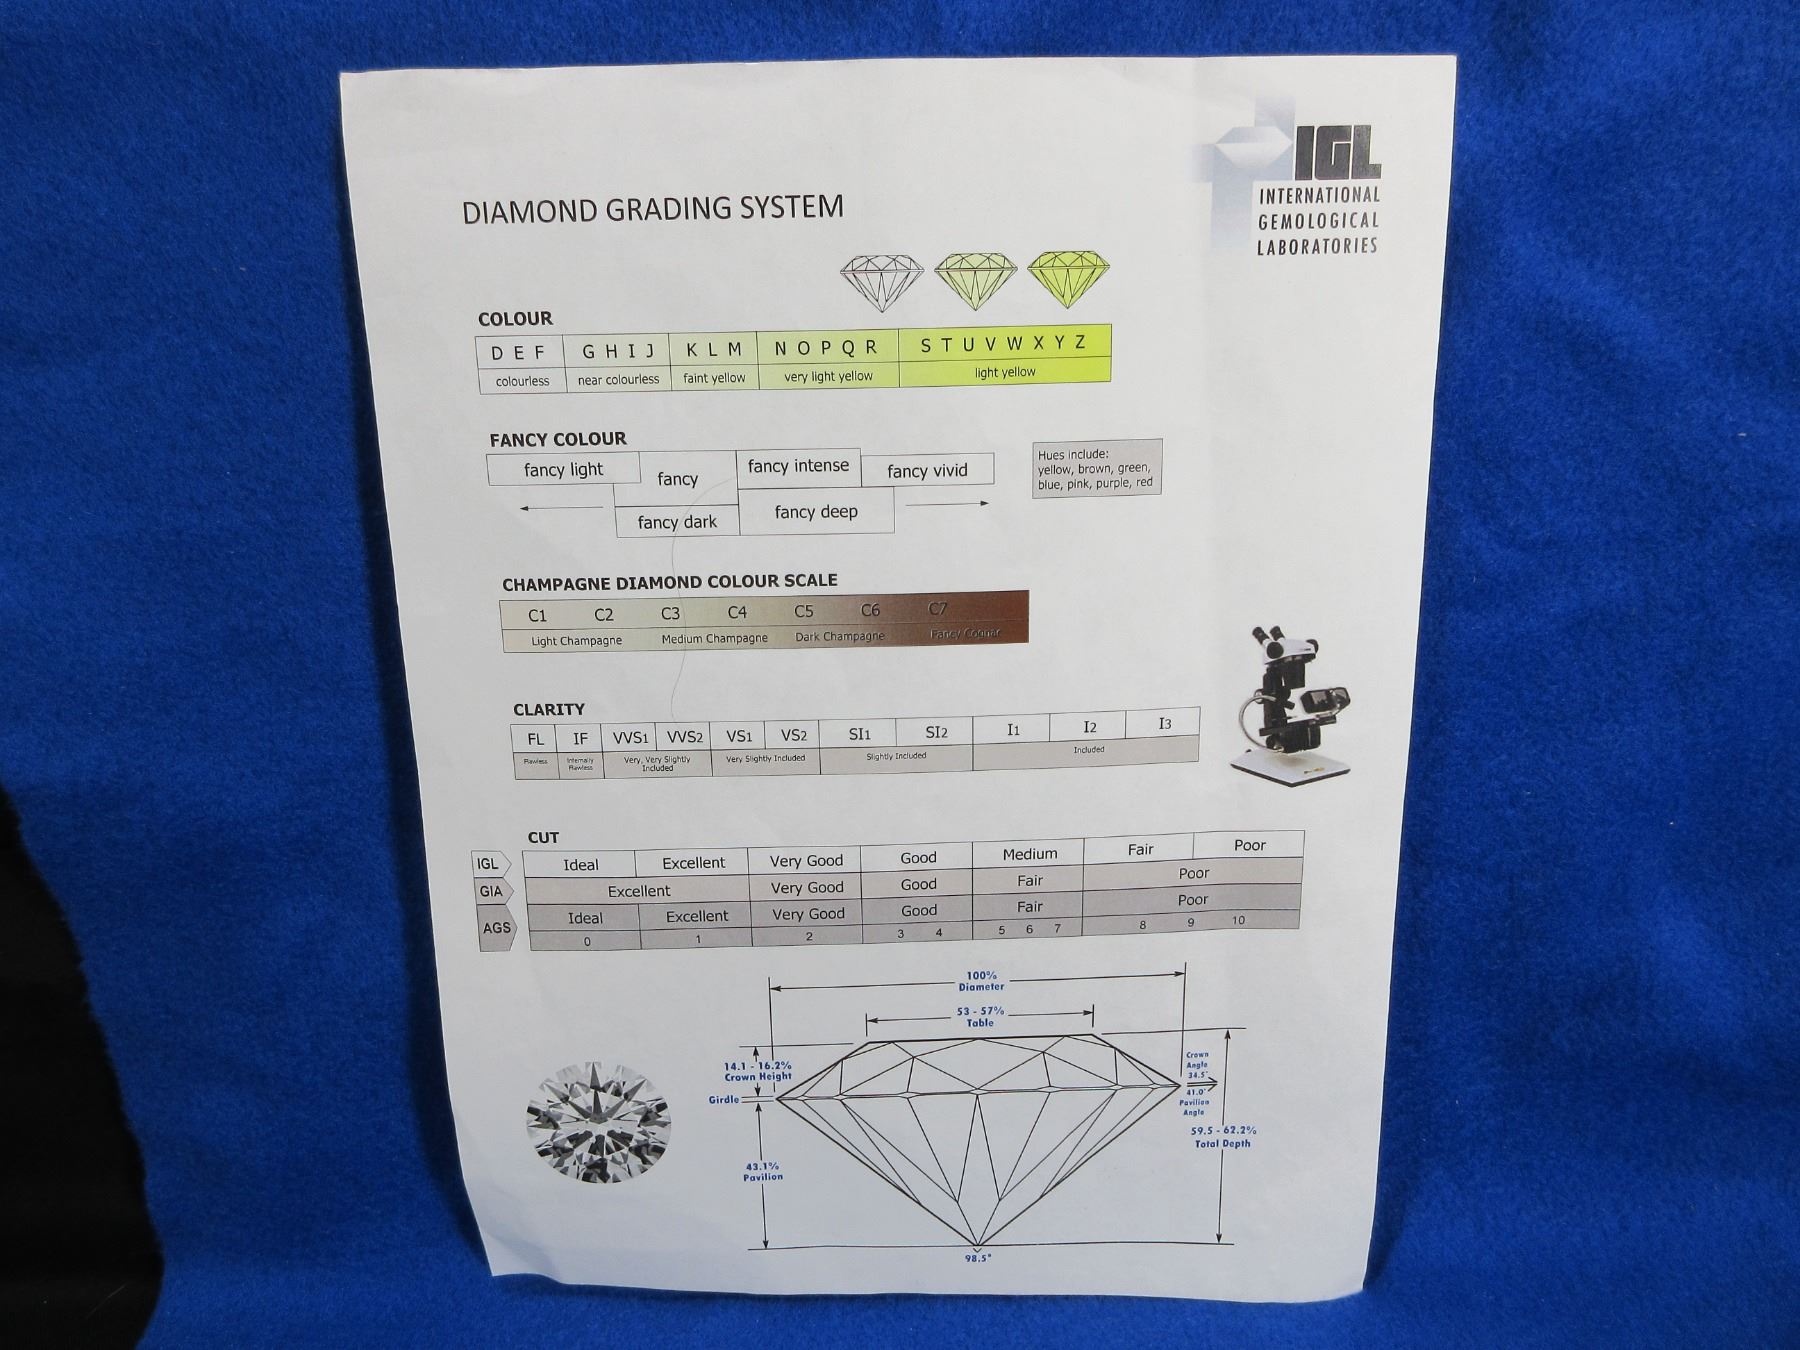 IGL
INTERNATIONAL
GEMOLOGICAL
LABORATORIES
DIAMOND GRADING SYSTEM
COLOUR
D E F G H I J K L M N O P Q R S T U V W X Y Z
colourless near colourless faint yellow very light yellow light yellow
FANCY COLOUR
fancy light fancy fancy intense fancy vivid
fancy dark fancy deep
Hues include:
yellow, brown, green,
blue, pink, purple, red
CHAMPAGNE DIAMOND COLOUR SCALE
C1 C2 C3 C4 C5 C6 C7
Light Champagne Medium Champagne Dark Champagne Fancy Cognac
CLARITY
FL IF VVS1 VVS2 VS1 VS2 SI1 SI2 I1 I2 I3
Flawless Internally Flawless Very, Very Slightly Included Very Slightly Included Slightly Included Included
CUT
IGL Ideal Excellent Very Good Good Medium Fair Poor
GIA Excellent Very Good Good Fair Poor
AGS Ideal Excellent Very Good Good Fair Poor
0 1 2 3 4 5 6 7 8 9 10
100%
Diameter
53 - 57%
Table
14.1 - 16.2%
Crown Height
Girdle
43.1%
Pavilion
Crown
Angle
34.5°
41.0°
Pavilion
Angle
59.5 - 62.2%
Total Depth
98.5°